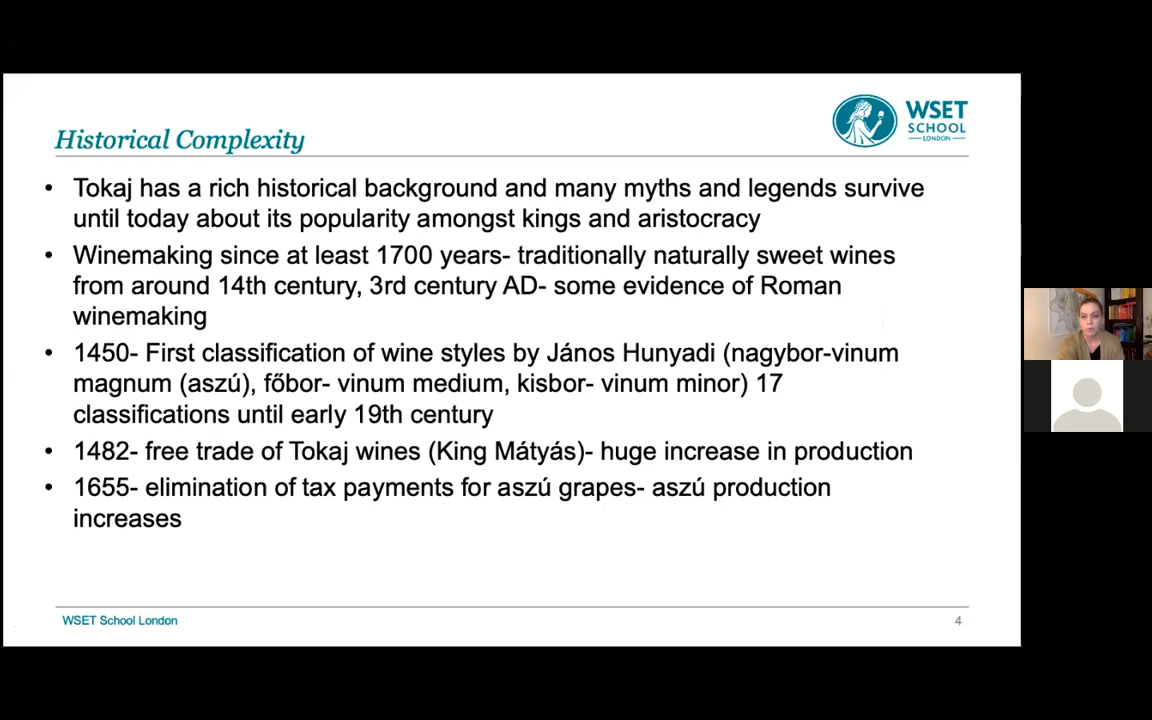 WSET
SCHOOL
LONDON
Historical Complexity
• Tokaj has a rich historical background and many myths and legends survive
until today about its popularity amongst kings and aristocracy
• Winemaking since at least 1700 years- traditionally naturally sweet wines
from around 14th century, 3rd century AD- some evidence of Roman
winemaking
• 1450- First classification of wine styles by János Hunyadi (nagybor-vinum
magnum (aszú), főbor- vinum medium, kisbor- vinum minor) 17
classifications until early 19th century
• 1482- free trade of Tokaj wines (King Mátyás)- huge increase in production
• 1655- elimination of tax payments for aszú grapes- aszú production
increases
WSET School London
4